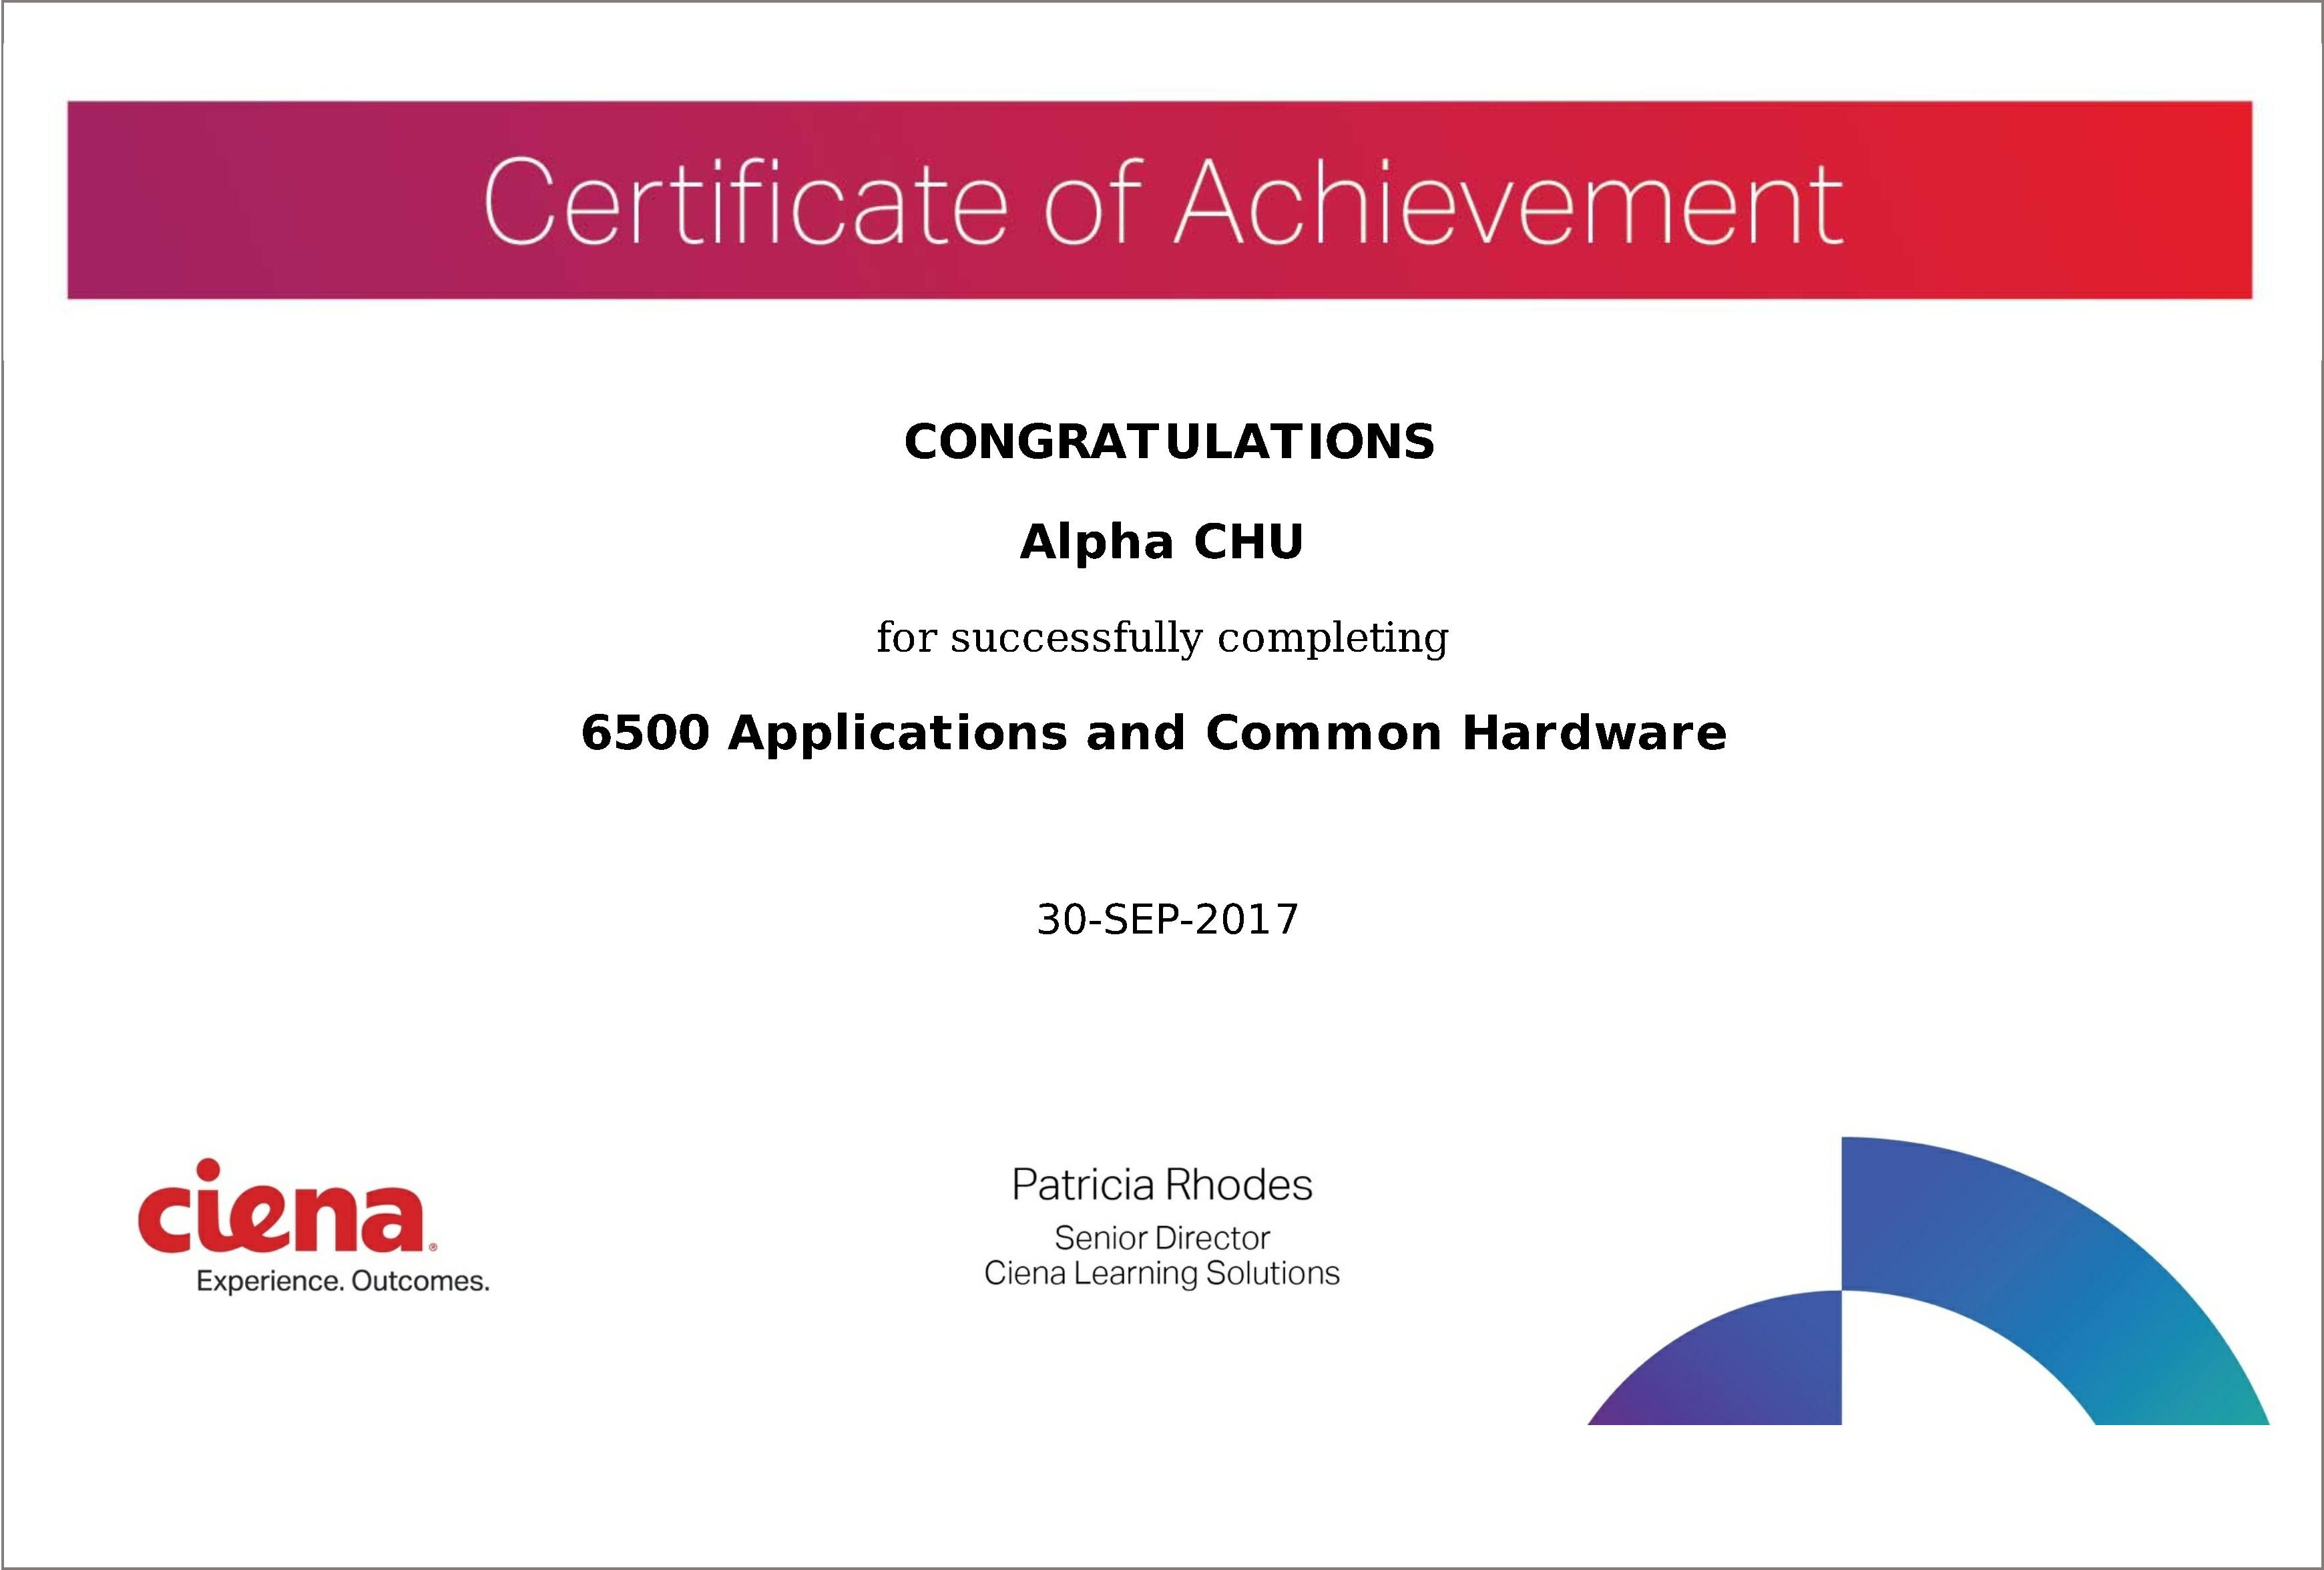 Certificate of Achievement
CONGRATULATIONS
Alpha CHU
for successfully completing
6500 Applications and Common Hardware
30-SEP-2017
ciena®
Experience. Outcomes.
Patricia Rhodes
Senior Director
Ciena Learning Solutions